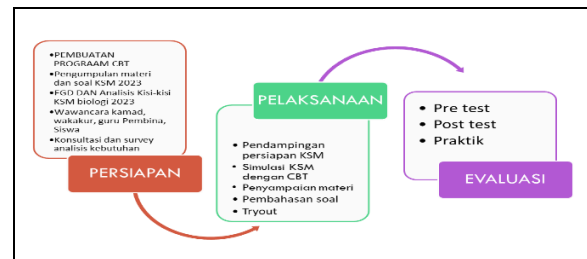 •PEMBUATAN
PROGRAAM CBT
•Pengumpulan materi
dan soal KSM 2023
•FGD DAN Analisis Kisi-kisi
KSM biologi 2023
•Wawancara kamad,
wakakur, guru Pembina,
Siswa
•Konsultasi dan survey
analisis kebutuhan
PERSIAPAN
PELAKSANAAN
• Pendampingan
persiapan KSM
• Simulasi KSM
dengan CBT
• Penyampaian materi
• Pembahasan soal
• Tryout
• Pre test
• Post test
• Praktik
EVALUASI